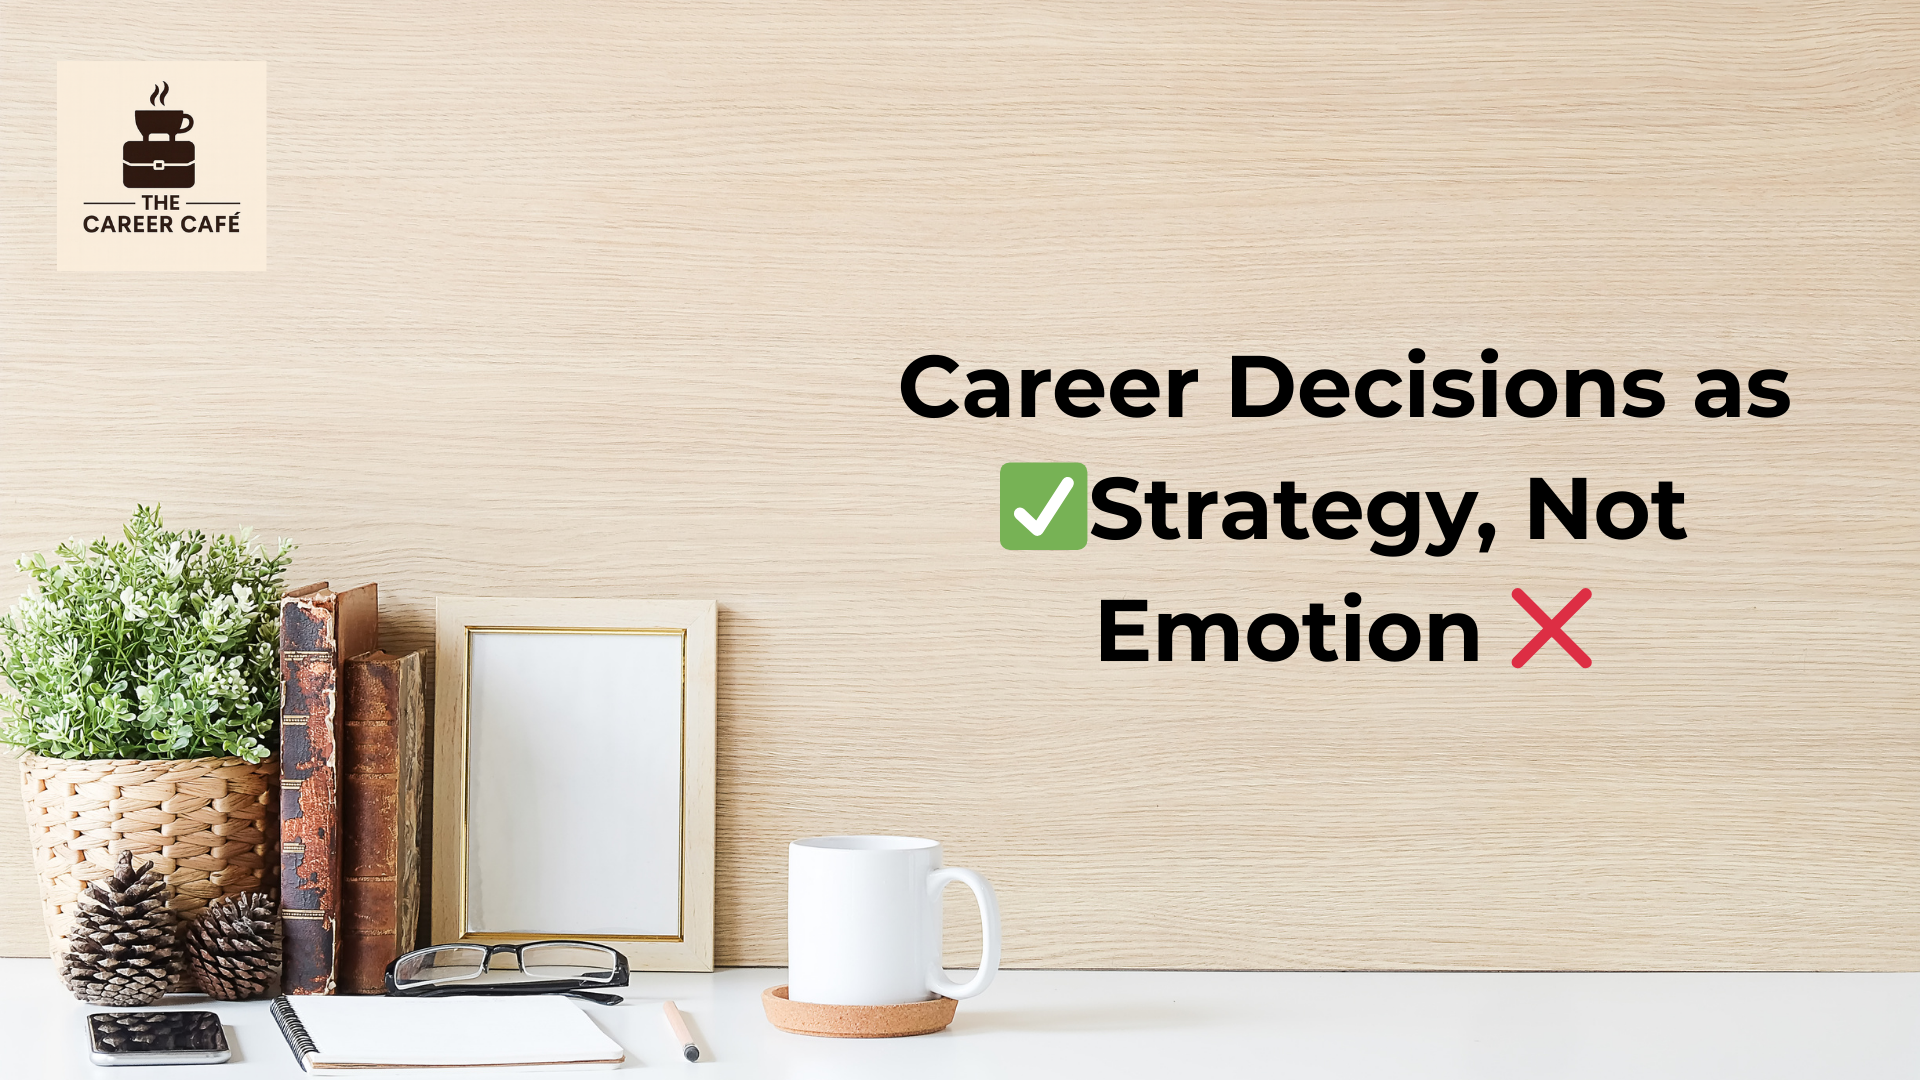 THE
CAREER CAFÉ
Career Decisions as
✅Strategy, Not
Emotion ❌